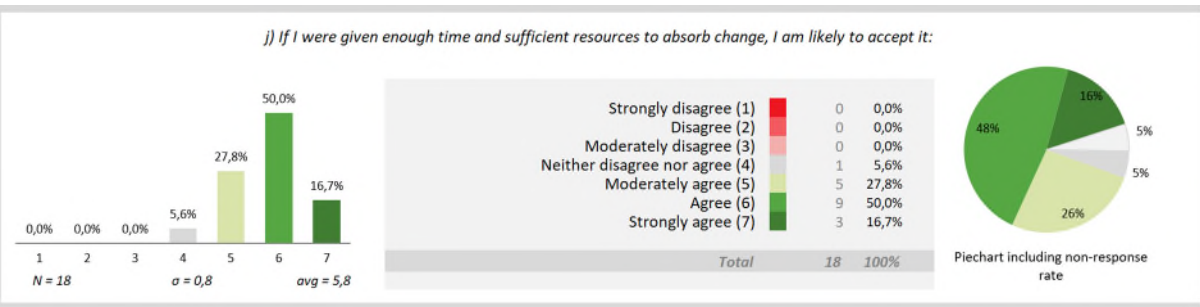 j) If I were given enough time and sufficient resources to absorb change, I am likely to accept it:
0,0% 0,0% 0,0% 5,6% 27,8% 50,0% 16,7%
1 2 3 4 5 6 7
N = 18 σ = 0,8 avg = 5,8
Strongly disagree (1) 0 0,0%
Disagree (2) 0 0,0%
Moderately disagree (3) 0 0,0%
Neither disagree nor agree (4) 1 5,6%
Moderately agree (5) 5 27,8%
Agree (6) 9 50,0%
Strongly agree (7) 3 16,7%
Total 18 100%
16%
48%
5%
5%
26%
Piechart including non-response
rate